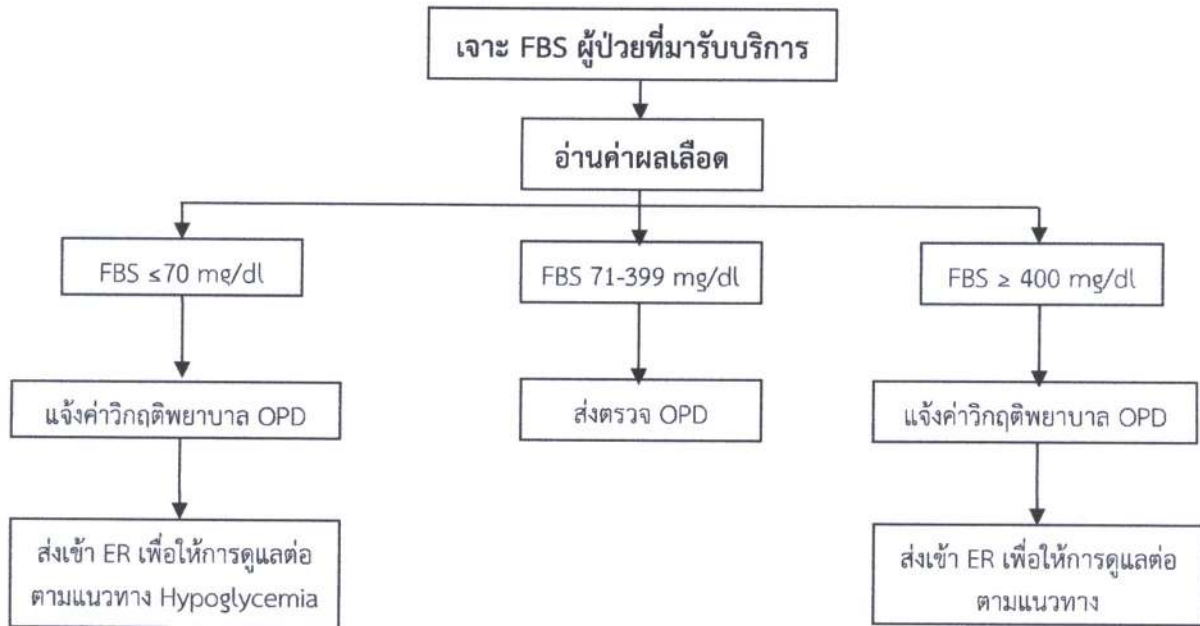 เจาะ FBS ผู้ป่วยที่มารับบริการ
อ่านค่าผลเลือด
FBS ≤70 mg/dl
FBS 71-399 mg/dl
FBS ≥ 400 mg/dl
แจ้งค่าวิกฤติพยาบาล OPD
ส่งตรวจ OPD
แจ้งค่าวิกฤติพยาบาล OPD
ส่งเข้า ER เพื่อให้การดูแลต่อ
ตามแนวทาง Hypoglycemia
ส่งเข้า ER เพื่อให้การดูแลต่อ
ตามแนวทาง